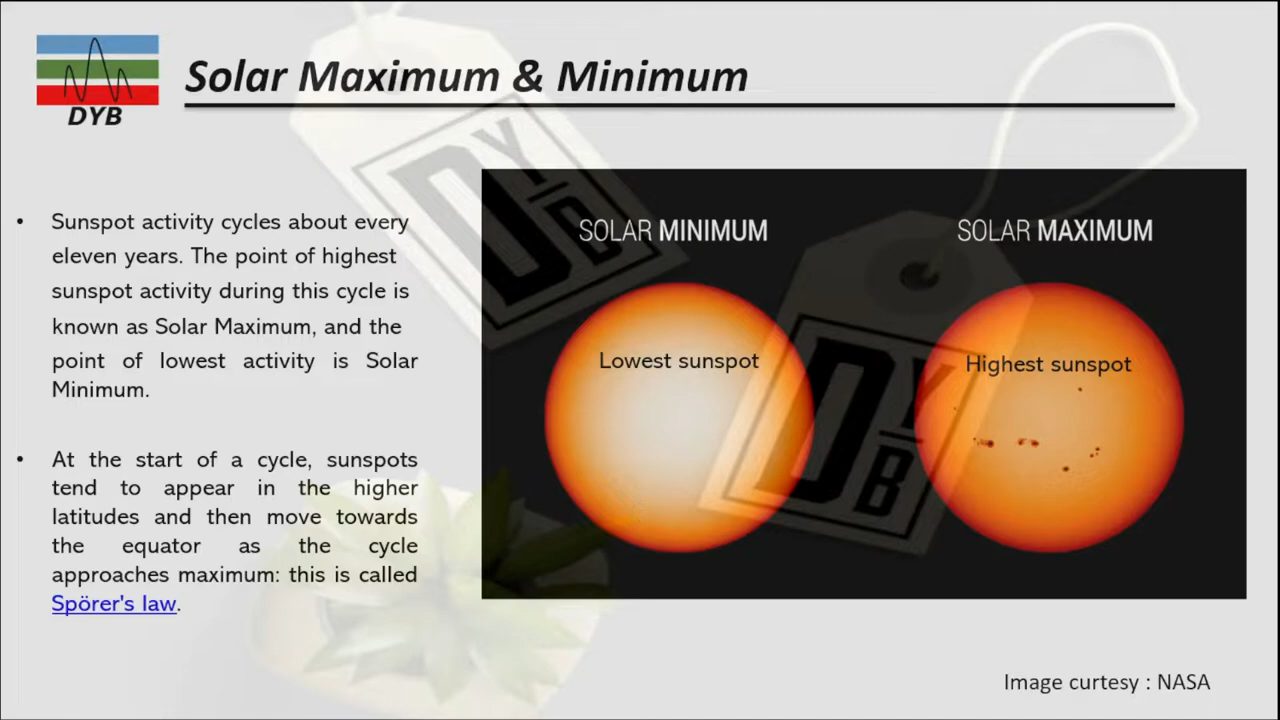 DYB
Solar Maximum & Minimum
• Sunspot activity cycles about every
eleven years. The point of highest
sunspot activity during this cycle is
known as Solar Maximum, and the
point of lowest activity is Solar
Minimum.
• At the start of a cycle, sunspots
tend to appear in the higher
latitudes and then move towards
the equator as the cycle
approaches maximum: this is called
Spörer's law.
SOLAR MINIMUM
Lowest sunspot
SOLAR MAXIMUM
Highest sunspot
DYB
DYB
Image curtesy : NASA